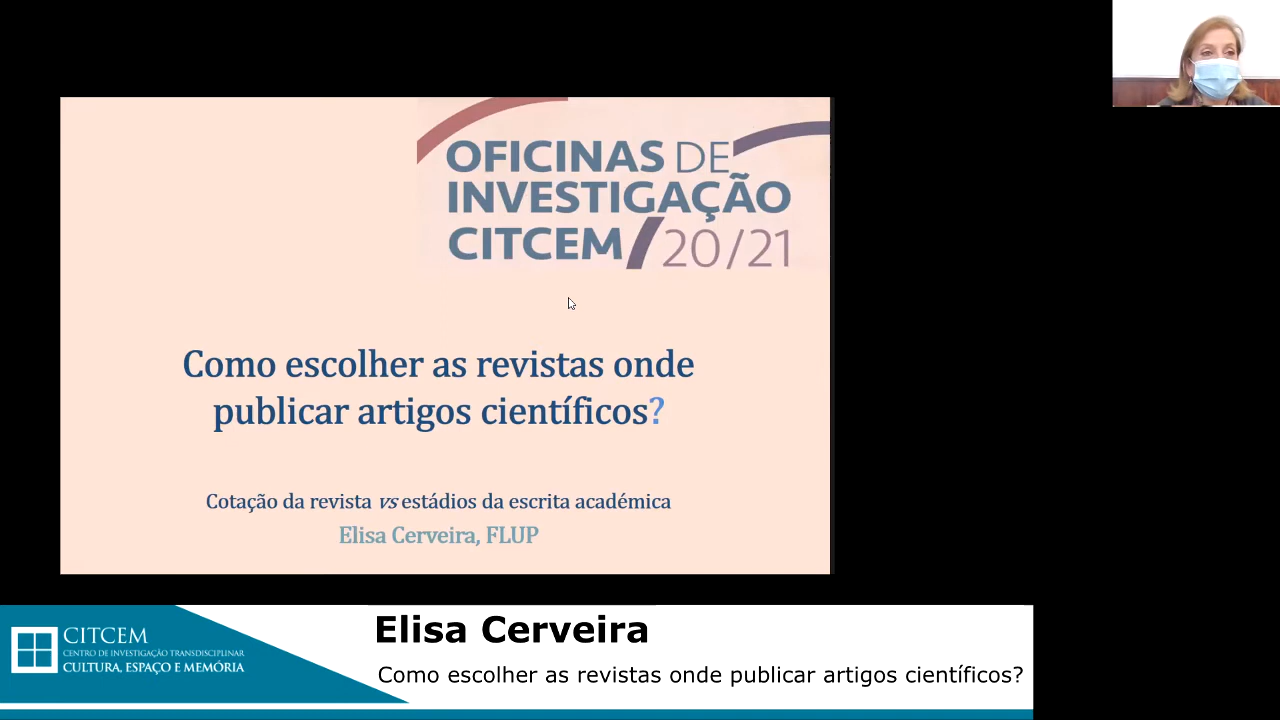 OFICINAS DE
INVESTIGAÇÃO
CITCEM/20/21
Como escolher as revistas onde
publicar artigos científicos?
Cotação da revista vs estádios da escrita académica
Elisa Cerveira, FLUP
CITCEM
CENTRO DE INVESTIGAÇÃO TRANSDISCIPLINAR
CULTURA, ESPAÇO E MEMÓRIA
Elisa Cerveira
Como escolher as revistas onde publicar artigos científicos?